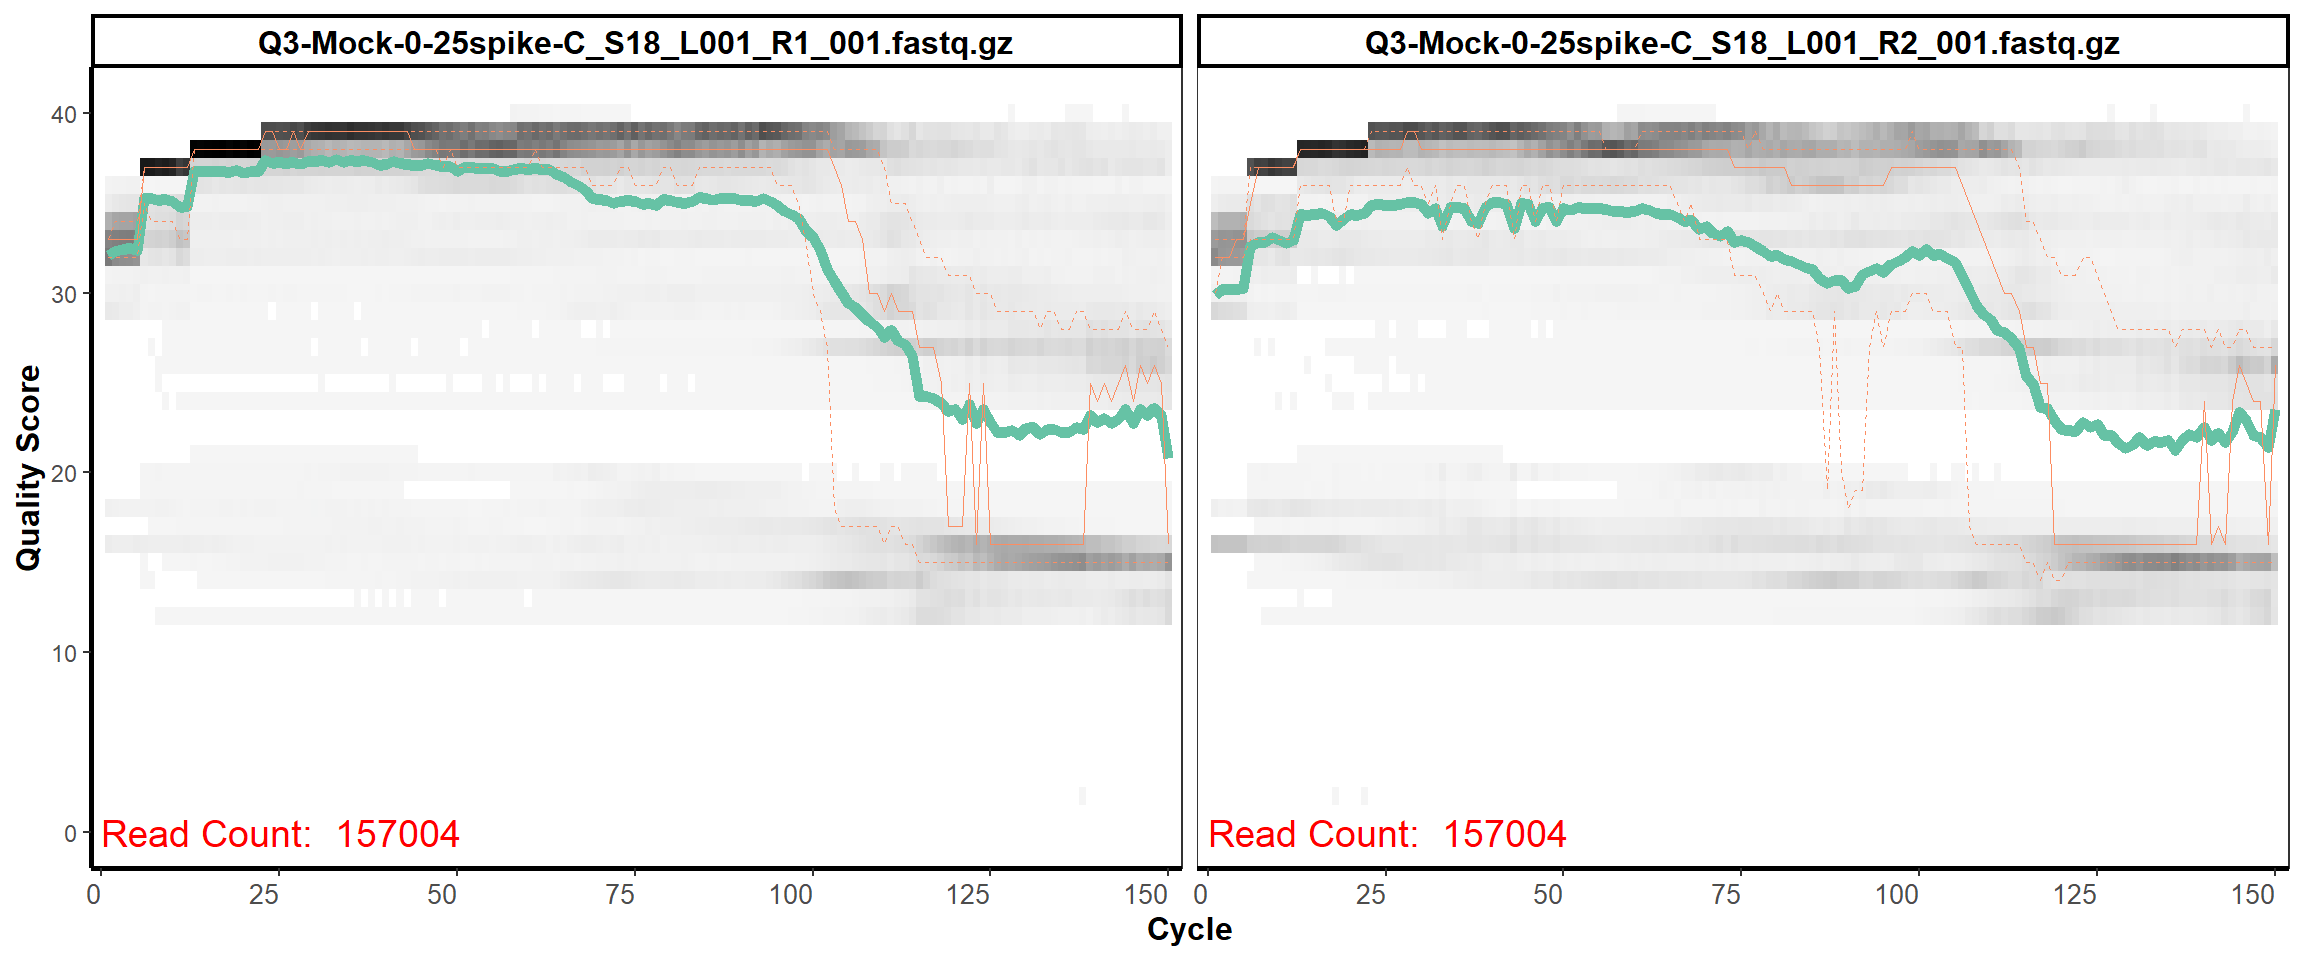 Q3-Mock-0-25spike-C_S18_L001_R1_001.fastq.gz
Q3-Mock-0-25spike-C_S18_L001_R2_001.fastq.gz
Quality Score
40
30
20
10
0
Read Count: 157004
Read Count: 157004
0 25 50 75 100 125 150
0 25 50 75 100 125 150
Cycle